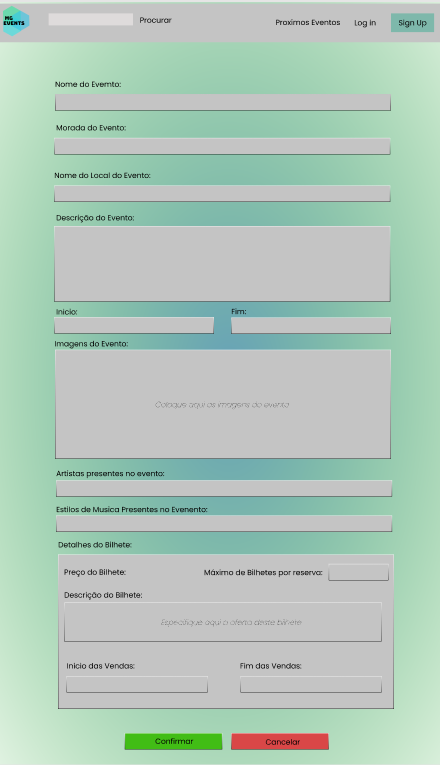 MG
EVENTS
Procurar
Proximos Eventos
Log in
Sign Up
Nome do Evemto:
Morada do Evento:
Nome do Local do Evento:
Descrição do Evento:
Inicio:
Fim:
Imagens do Evento:
Coloque aqui as imagens do evento
Artistas presentes no evento:
Estilos de Musica Presentes no Evenento:
Detalhes do Bilhete:
Preço do Bilhete:
Máximo de Bilhetes por reserva:
Descrição do Bilhete:
Especifique aqui a oferta deste bilhete
Inicio das Vendas:
Fim das Vendas:
Confirmar
Cancelar